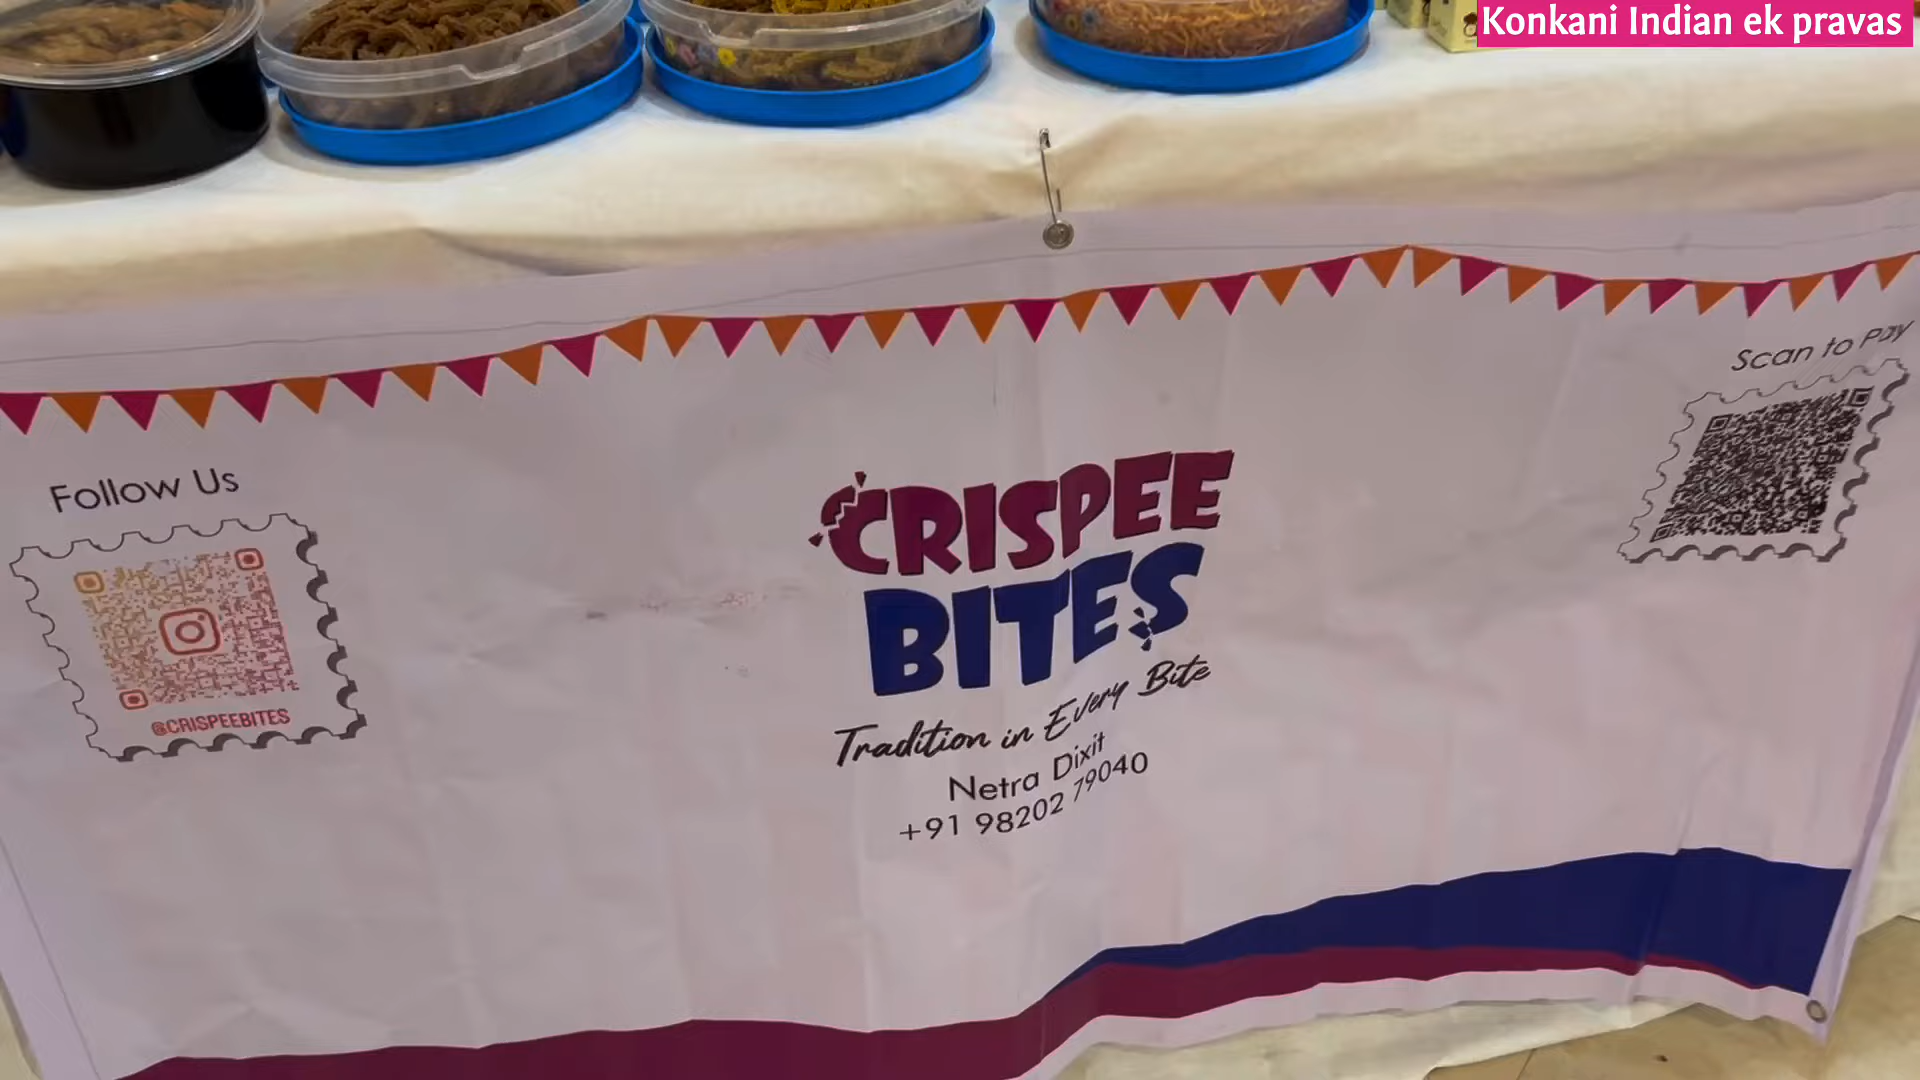 Konkani Indian ek pravas
Scan to Pay
Follow Us
@CRISPEEBITES
CRISPEE
BITES
Tradition in Every Bite
Netra Dixit
+91 98202 79040